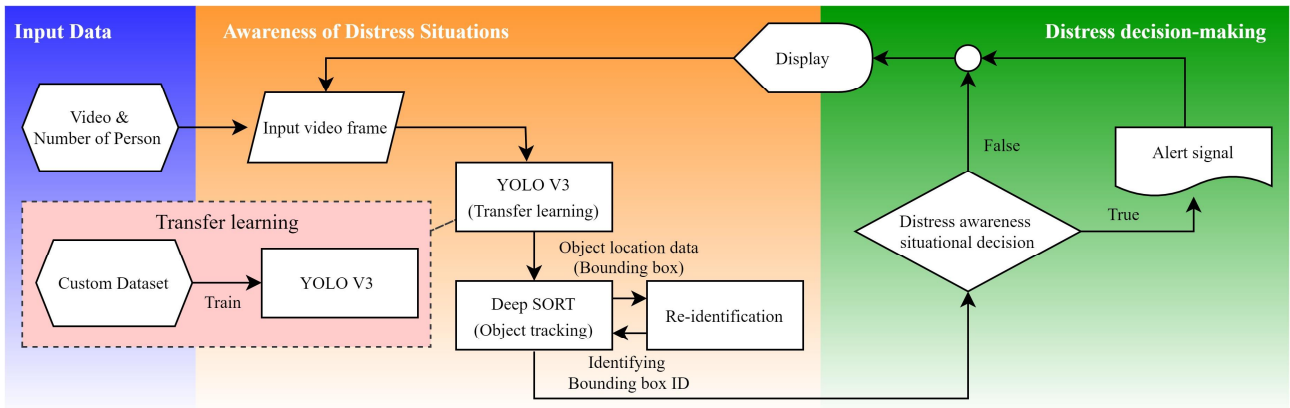 Input Data
Awareness of Distress Situations
Distress decision-making
Video &
Number of Person
Input video frame
Display
YOLO V3
(Transfer learning)
Transfer learning
Custom Dataset
Train
YOLO V3
Object location data
(Bounding box)
Deep SORT
(Object tracking)
Re-identification
Identifying
Bounding box ID
False
Distress awareness
situational decision
True
Alert signal